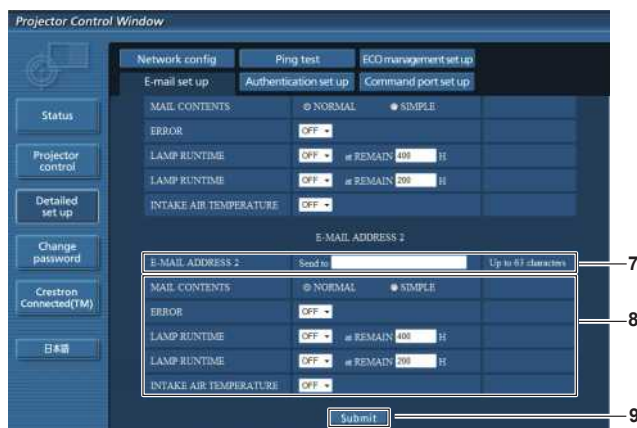 Projector Control Window
Network config Ping test ECO management set up
E-mail set up Authentication set up Command port set up
Status
Projector control
Detailed set up
Change password
Crestron Connected(TM)
日本語
MAIL CONTENTS NORMAL SIMPLE
ERROR OFF
LAMP RUNTIME OFF at REMAIN 400 H
LAMP RUNTIME OFF at REMAIN 200 H
INTAKE AIR TEMPERATURE OFF
E-MAIL ADDRESS 2
E-MAIL ADDRESS 2 Send to Up to 63 characters 7
MAIL CONTENTS NORMAL SIMPLE
ERROR OFF
8
LAMP RUNTIME OFF at REMAIN 400 H
LAMP RUNTIME OFF at REMAIN 200 H
INTAKE AIR TEMPERATURE OFF
Submit 9